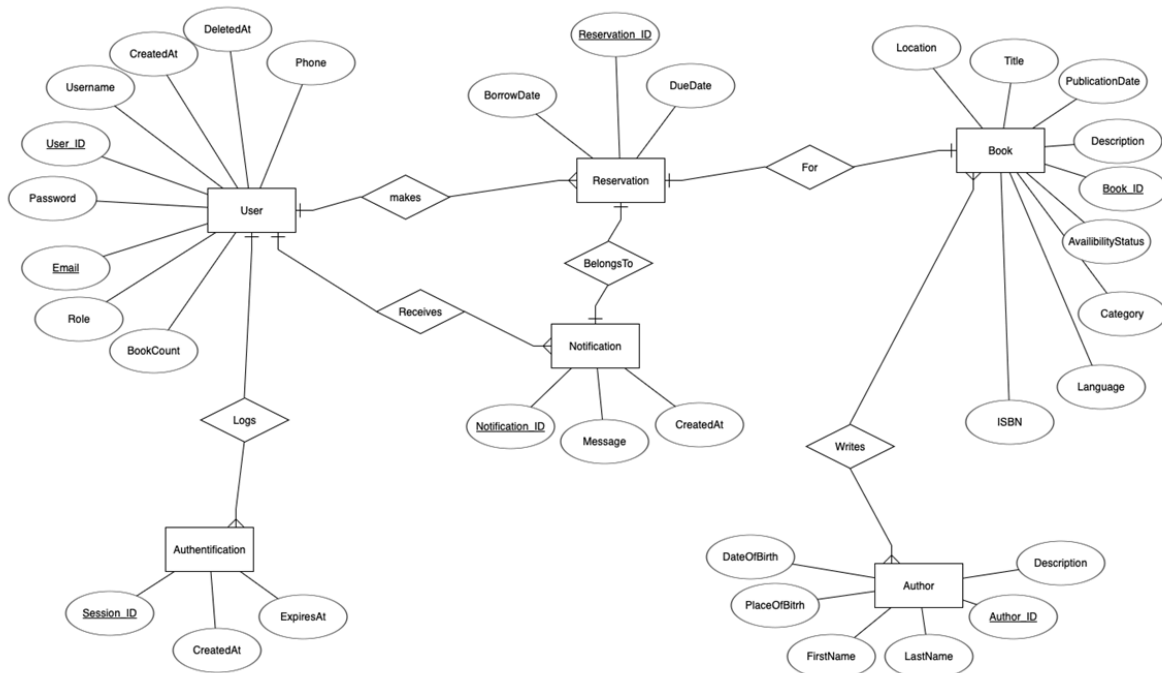 DeletedAt
CreatedAt
Phone
Username
User_ID
Password
Email
Role
BookCount
User
makes
Receives
Logs
Authentification
Session_ID
CreatedAt
ExpiresAt
Reservation_ID
BorrowDate
DueDate
Reservation
BelongsTo
Notification
Notification_ID
Message
CreatedAt
For
Location
Title
PublicationDate
Book
Description
Book_ID
AvailibilityStatus
Category
Language
ISBN
Writes
DateOfBirth
PlaceOfBitrh
FirstName
LastName
Author
Description
Author_ID